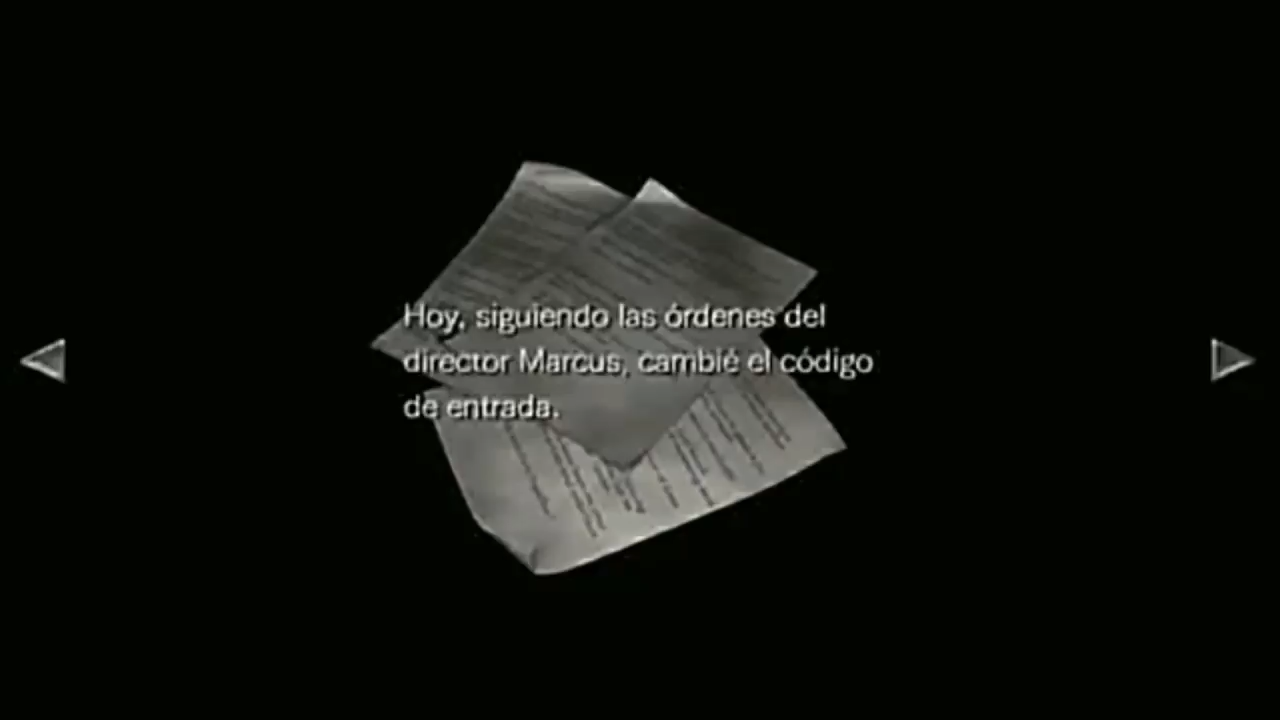 Hoy, siguiendo las órdenes del
director Marcus, cambié el código
de entrada.